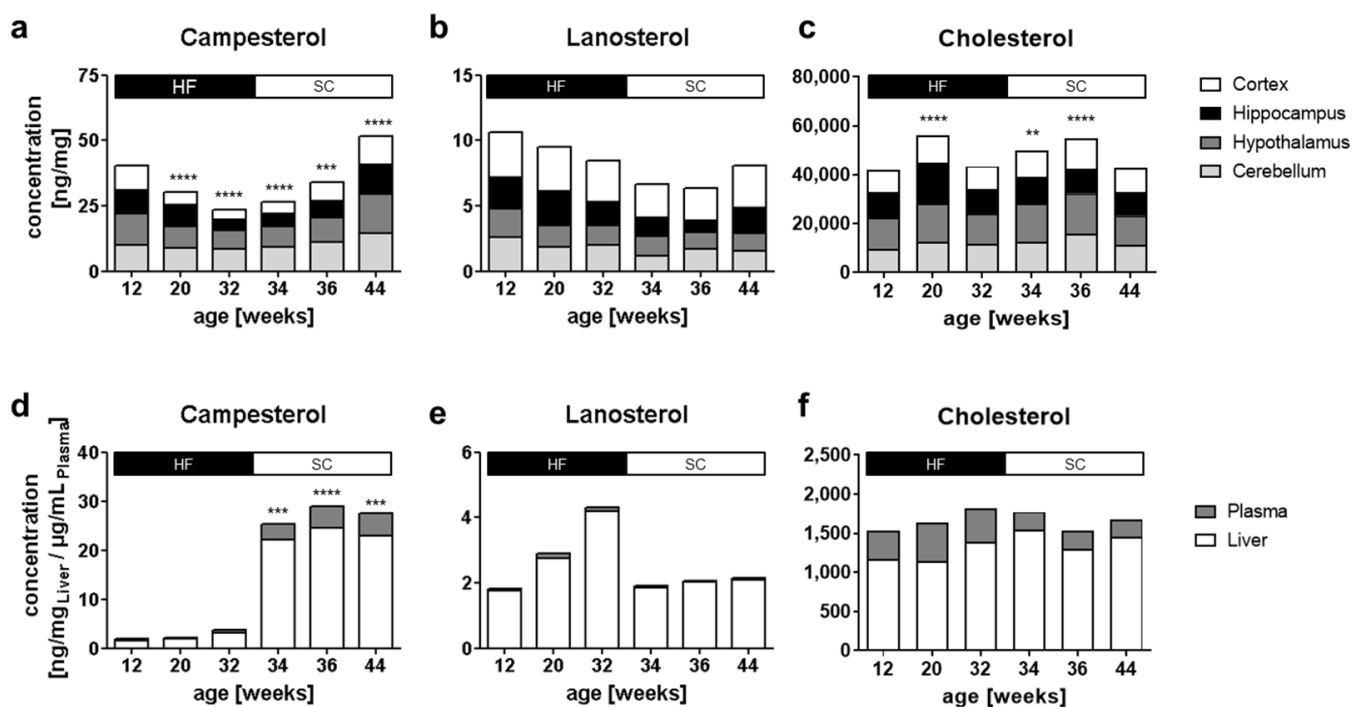 a
Campesterol
75
50
25
0
concentration
[ng/mg]
HF
SC
****
****
****
***
****
12 20 32 34 36 44
age [weeks]
b
Lanosterol
15
10
5
0
HF
SC
12 20 32 34 36 44
age [weeks]
c
Cholesterol
80,000
60,000
40,000
20,000
0
HF
SC
****
**
****
12 20 32 34 36 44
age [weeks]
Cortex
Hippocampus
Hypothalamus
Cerebellum
d
Campesterol
40
30
20
10
0
concentration
[ng/mg Liver / µg/mL Plasma]
HF
SC
***
****
***
12 20 32 34 36 44
age [weeks]
e
Lanosterol
6
4
2
0
HF
SC
12 20 32 34 36 44
age [weeks]
f
Cholesterol
2,500
2,000
1,500
1,000
500
0
HF
SC
12 20 32 34 36 44
age [weeks]
Plasma
Liver